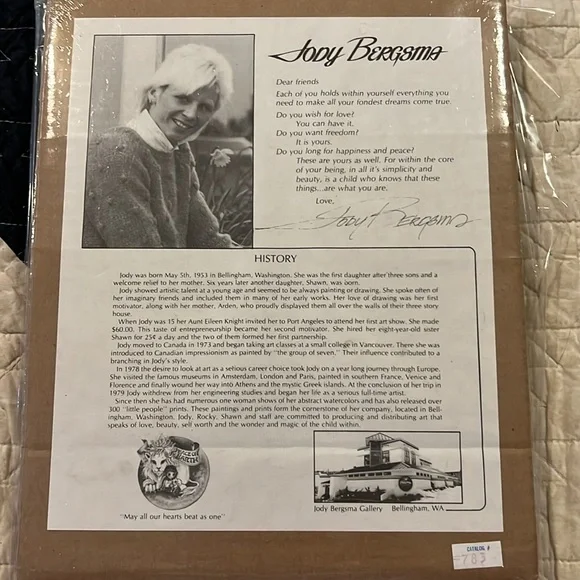 Jody Bergsma
Dear friends
Each of you holds within yourself everything you
need to make all your fondest dreams come true.
Do you wish for love?
You can have it.
Do you want freedom?
It is yours.
Do you long for happiness and peace?
These are yours as well. For within the core
of your being, in all it's simplicity and
beauty, is a child who knows that these
things...are what you are.
Love,
Jody Bergsma
HISTORY
Jody was born May 5th, 1953 in Bellingham, Washington. She was the first daughter after three sons and a
welcome relief to her mother. Six years later another daughter, Shawn, was born.
Jody showed artistic talent at a young age and seemed to be always painting or drawing. She spoke often of
her imaginary friends and included them in many of her early works. Her love of drawing was her first
motivator, along with her mother, Arden, who proudly displayed them all over the walls of their three story
house.
When Jody was 15 her Aunt Eileen Knight invited her to Port Angeles to attend her first art show. She made
$60.00. This taste of entrepreneurship became her second motivator. She hired her eight-year-old sister
Shawn for 25¢ a day and the two of them formed her first partnership.
Jody moved to Canada in 1973 and began taking art classes at a small college in Vancouver. There she was
introduced to Canadian impressionism as painted by "the group of seven." Their influence contributed to a
branching in Jody's style.
In 1978 the desire to look at art as a serious career choice took Jody on a year long journey through Europe.
She visited the famous museums in Amsterdam, London and Paris, painted in southern France, Venice and
Florence and finally wound her way into Athens and the mystic Greek islands. At the conclusion of her trip in
1979 Jody withdrew from her engineering studies and began her life as a serious full-time artist.
Since then she has had numerous one woman shows of her abstract watercolors and has also released over
300 "little people" prints. These paintings and prints form the cornerstone of her company, located in Bell-
ingham, Washington. Jody, Rocky, Shawn and staff are committed to producing and distributing art that
speaks of love, beauty, self worth and the wonder and magic of the child within.
"May all our hearts beat as one"
Jody Bergsma Gallery Bellingham, WA
CATALOG #
783